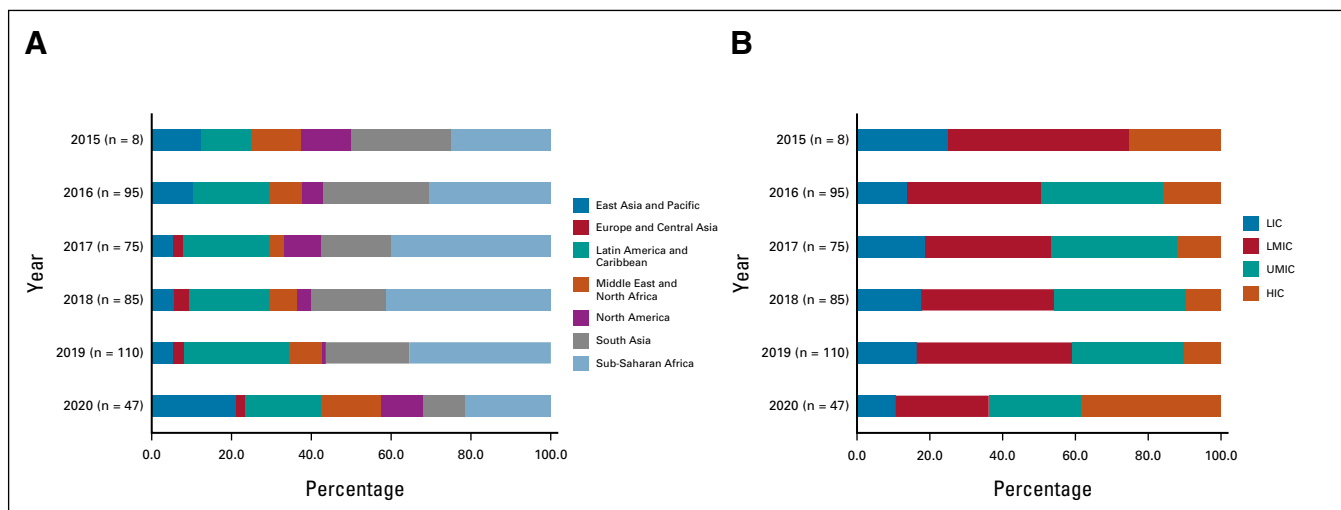 A
Year
2015 (n = 8)
2016 (n = 95)
2017 (n = 75)
2018 (n = 85)
2019 (n = 110)
2020 (n = 47)
0.0 20.0 40.0 60.0 80.0 100.0
Percentage
East Asia and Pacific
Europe and Central Asia
Latin America and
Caribbean
Middle East and
North Africa
North America
South Asia
Sub-Saharan Africa
B
Year
2015 (n = 8)
2016 (n = 95)
2017 (n = 75)
2018 (n = 85)
2019 (n = 110)
2020 (n = 47)
0.0 20.0 40.0 60.0 80.0 100.0
Percentage
LIC
LMIC
UMIC
HIC